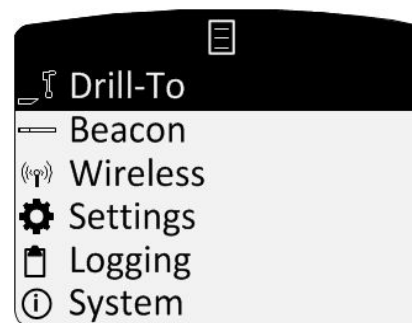 Drill-To
Beacon
Wireless
Settings
Logging
System